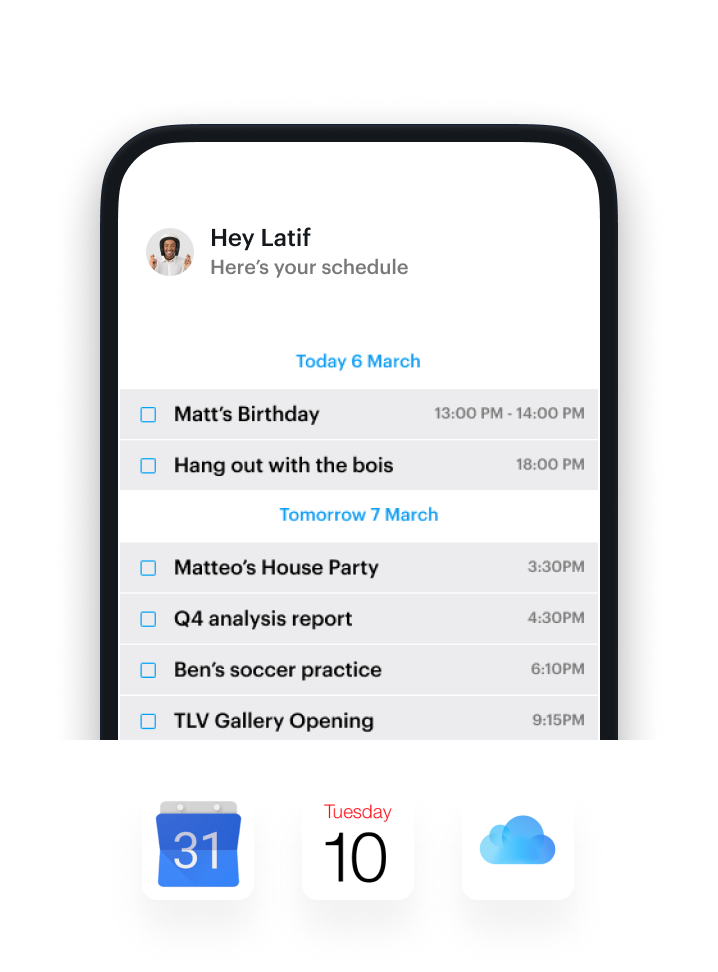 Hey Latif
Here's your schedule
Today 6 March
Matt's Birthday 13:00 PM - 14:00 PM
Hang out with the bois 18:00 PM
Tomorrow 7 March
Matteo's House Party 3:30PM
Q4 analysis report 4:30PM
Ben's soccer practice 6:10PM
TLV Gallery Opening 9:15PM
31
Tuesday
10